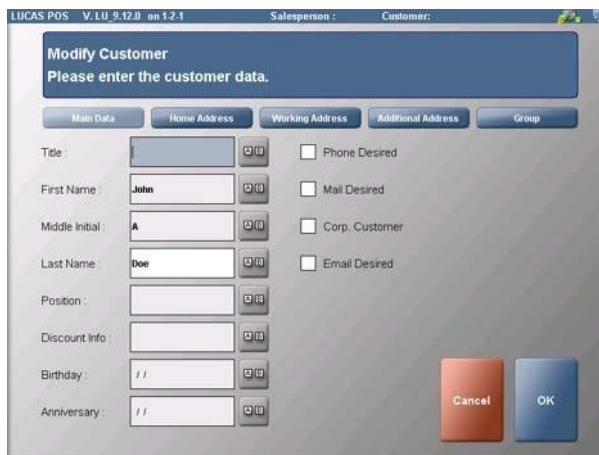 LUCAS POS V. LU_9.12.0 on 1-2-1 Salesperson : Customer:
Modify Customer
Please enter the customer data.
Main Data Home Address Working Address Additional Address Group
Title : Phone Desired
First Name : John Mail Desired
Middle Initial : A Corp. Customer
Last Name : Doe Email Desired
Position :
Discount Info :
Birthday : / /
Anniversary : / /
Cancel OK